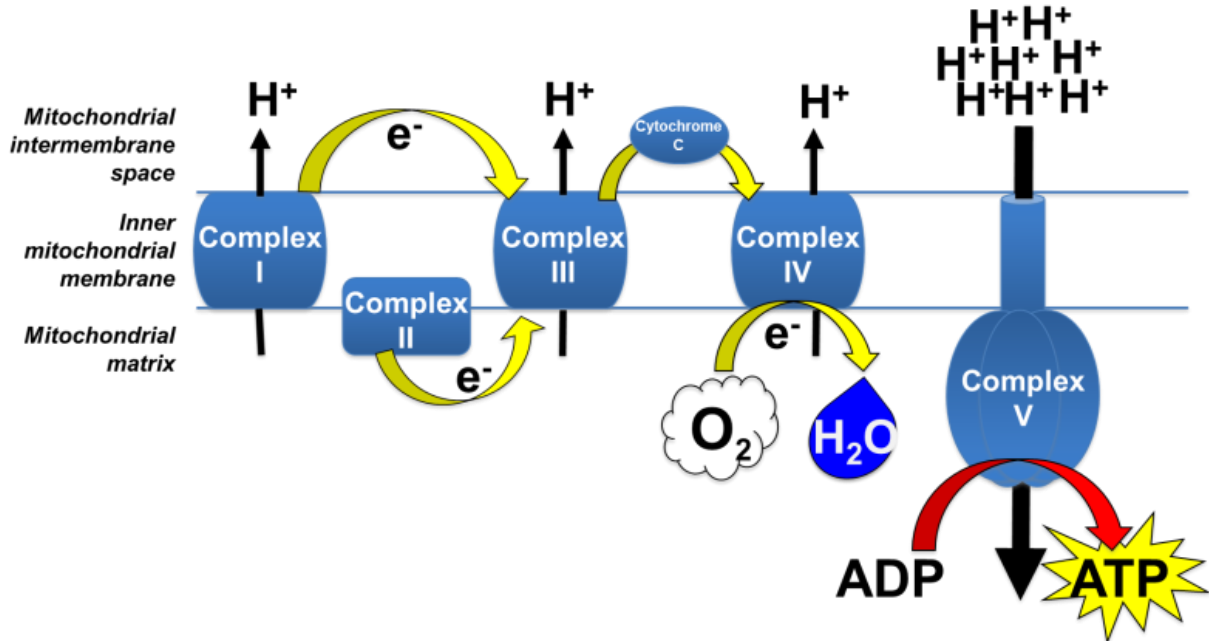 H⁺ H⁺
H⁺ H⁺ H⁺
H⁺ H⁺ H⁺
H⁺
H⁺
H⁺
Mitochondrial
intermembrane
space
e⁻
Cytochrome
C
Inner
mitochondrial
membrane
Complex
I
Complex
III
Complex
IV
Complex
II
Mitochondrial
matrix
e⁻
e⁻
O₂
H₂O
Complex
V
ADP
ATP